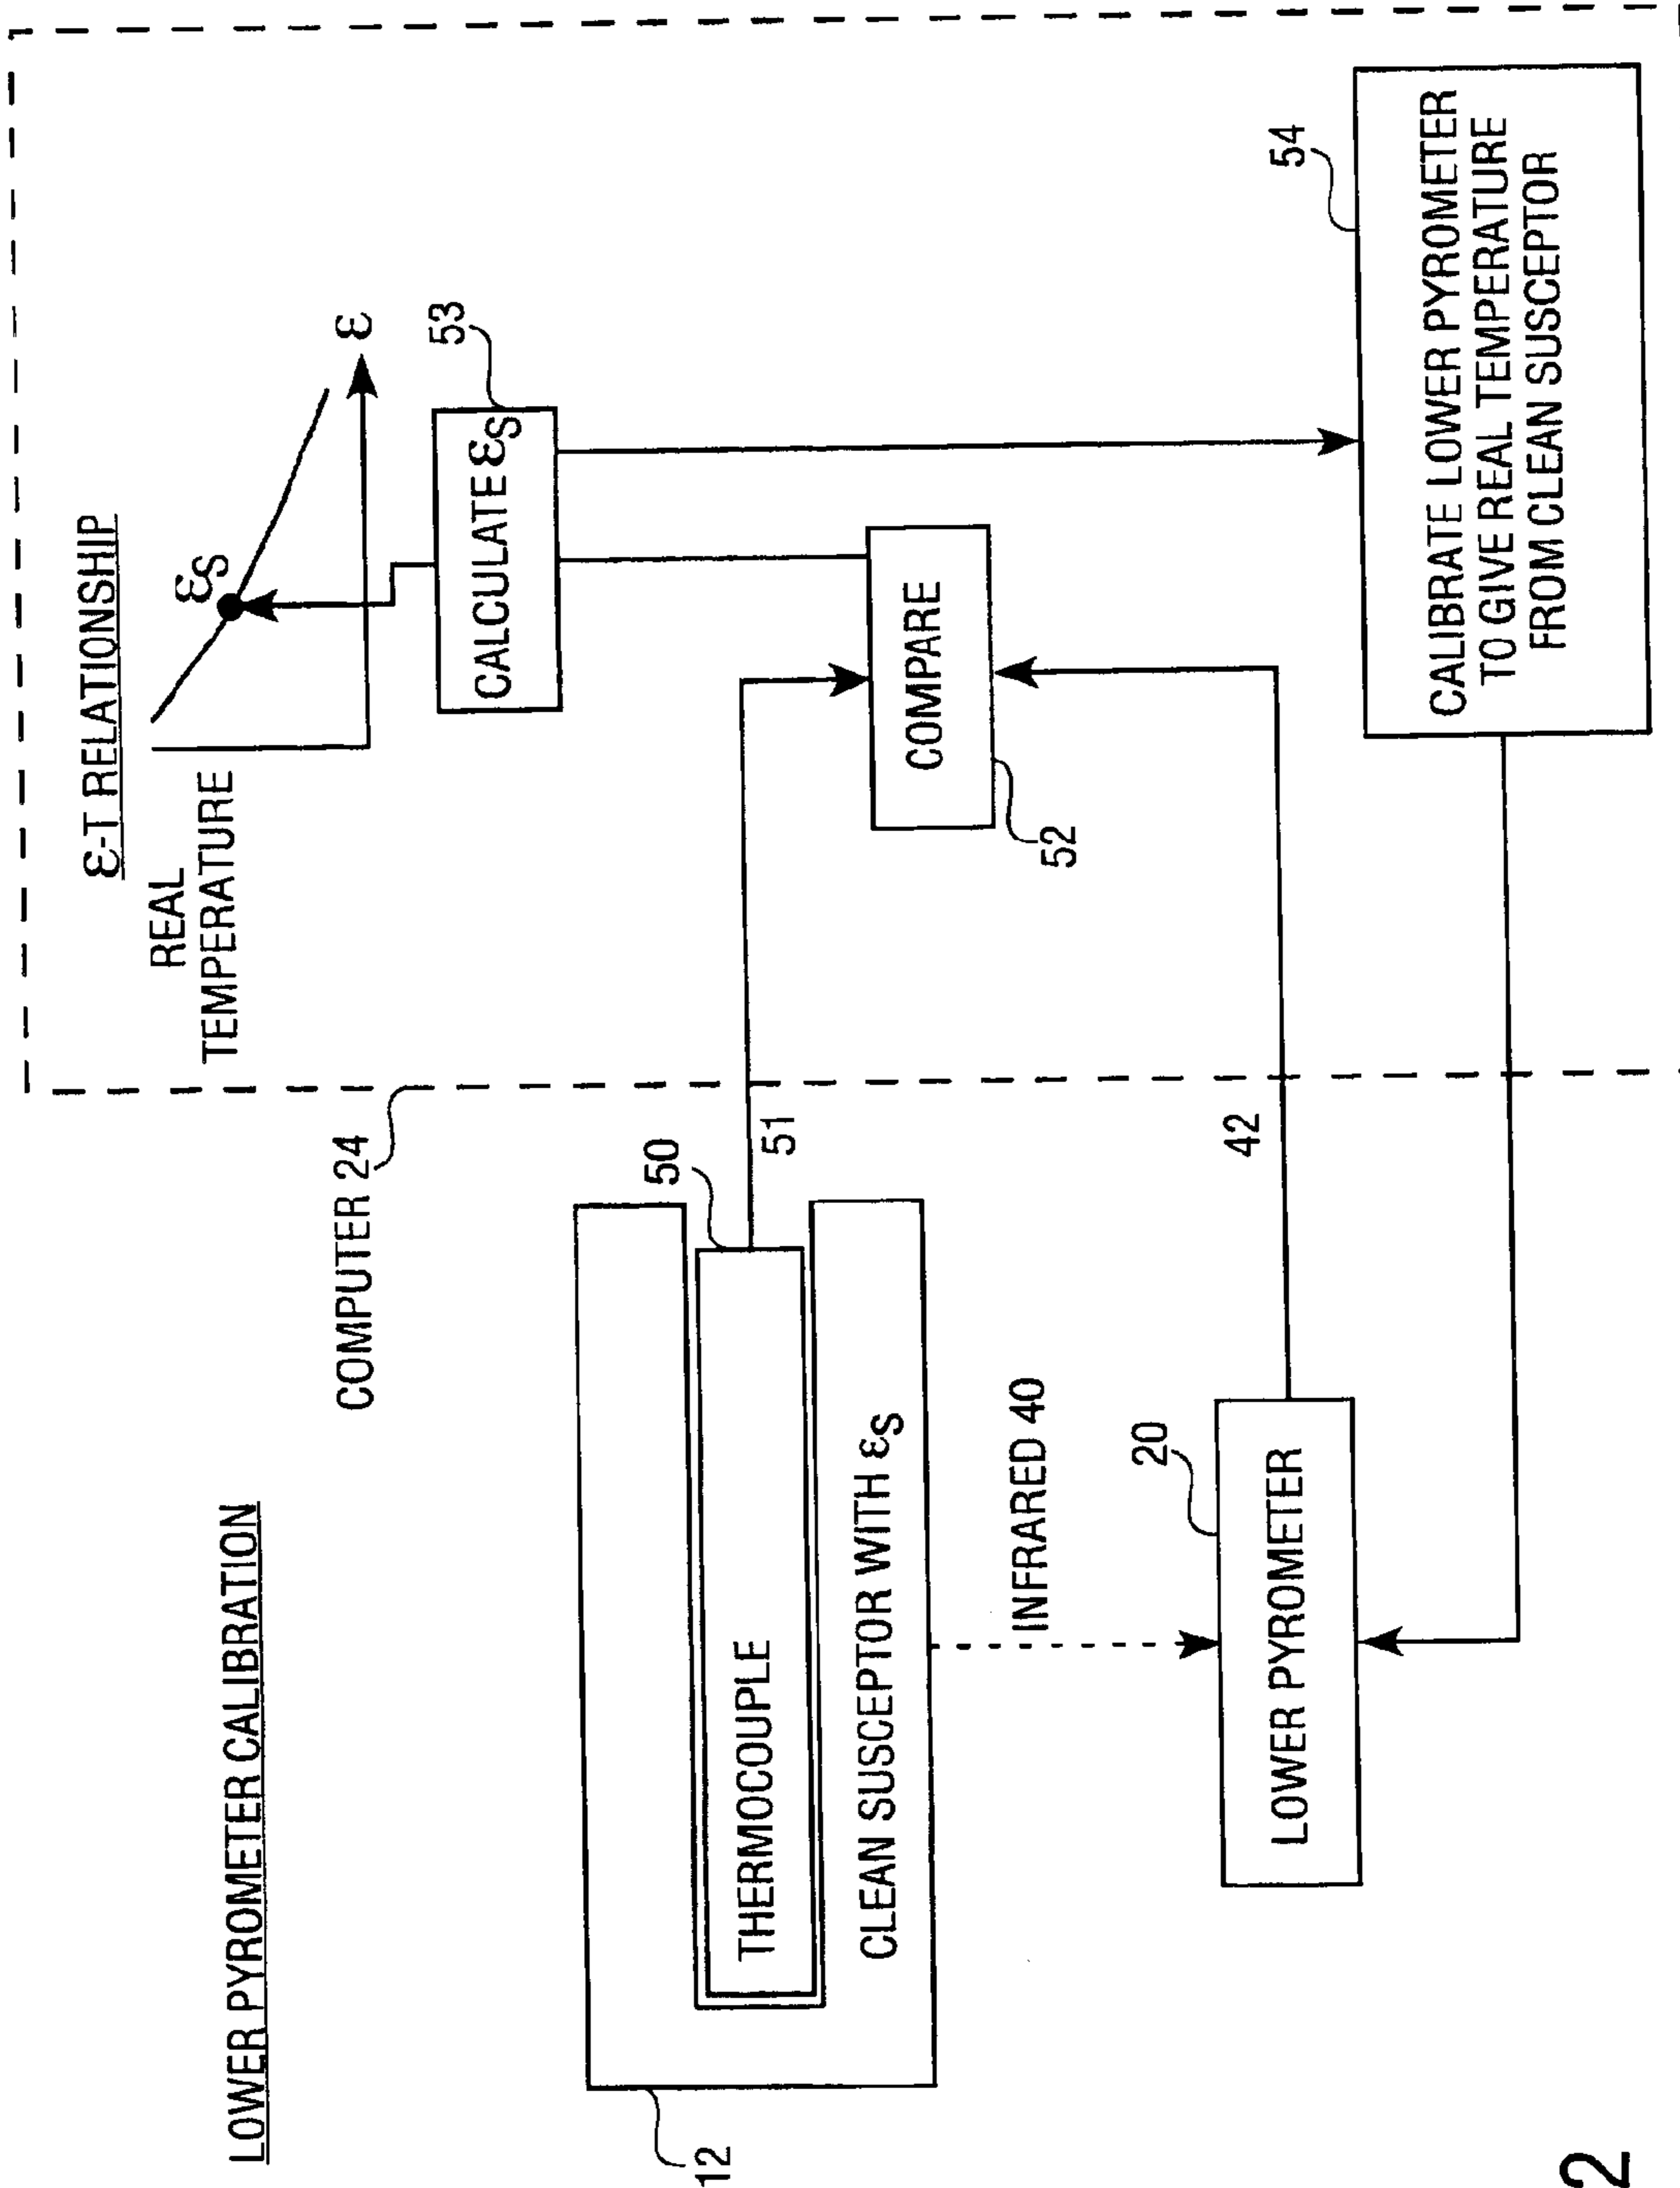 LOWER PYROMETER CALIBRATION
COMPUTER 24
ε-T RELATIONSHIP
REAL
TEMPERATURE
εS
ε
CALCULATE εS
53
COMPARE
52
12
THERMOCOUPLE
50
51
CLEAN SUSCEPTOR WITH εS
INFRARED 40
LOWER PYROMETER
20
42
54
CALIBRATE LOWER PYROMETER
TO GIVE REAL TEMPERATURE
FROM CLEAN SUSCEPTOR
2